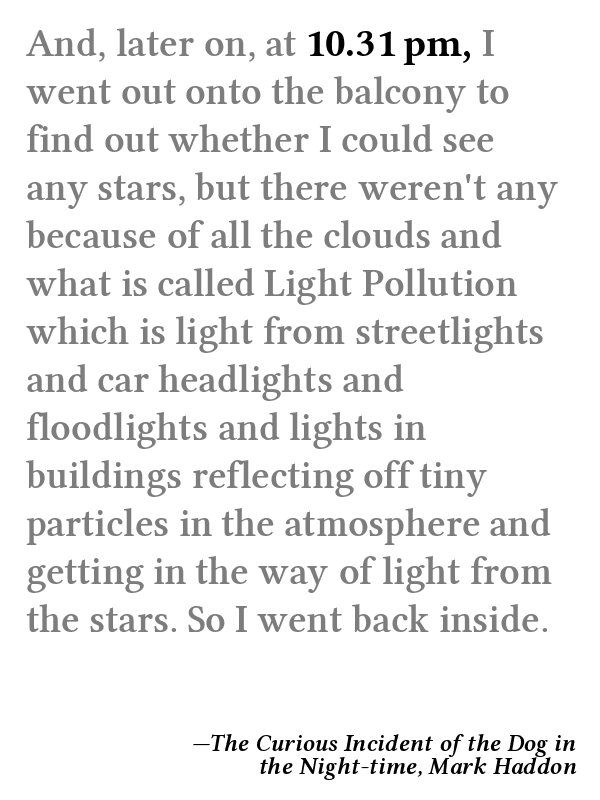 And, later on, at 10.31 pm, I
went out onto the balcony to
find out whether I could see
any stars, but there weren't any
because of all the clouds and
what is called Light Pollution
which is light from streetlights
and car headlights and
floodlights and lights in
buildings reflecting off tiny
particles in the atmosphere and
getting in the way of light from
the stars. So I went back inside.
—The Curious Incident of the Dog in
the Night-time, Mark Haddon